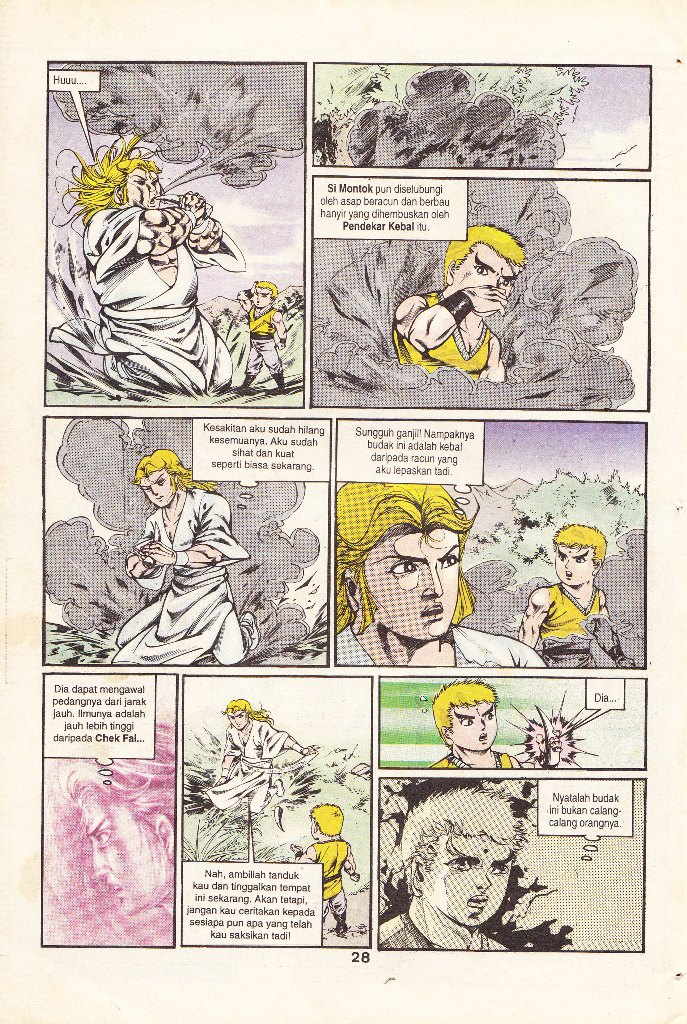 Huuu....
Si Montok pun diselubungi
oleh asap beracun dan berbau
hanyir yang dihembuskan oleh
Pendekar Kebal itu.
Kesakitan aku sudah hilang
kesemuanya. Aku sudah
sihat dan kuat
seperti biasa sekarang.
Sungguh ganjil! Nampaknya
budak ini adalah kebal
daripada racun yang
aku lepaskan tadi.
Dia dapat mengawal
pedangnya dari jarak
jauh. Ilmunya adalah
jauh lebih tinggi
daripada Chek Fai...
Nah, ambillah tanduk
kau dan tinggalkan tempat
ini sekarang. Akan tetapi,
jangan kau ceritakan kepada
sesiapa pun apa yang telah
kau saksikan tadi!
Dia...
Nyatalah budak
ini bukan calang-
calang orangnya.
28